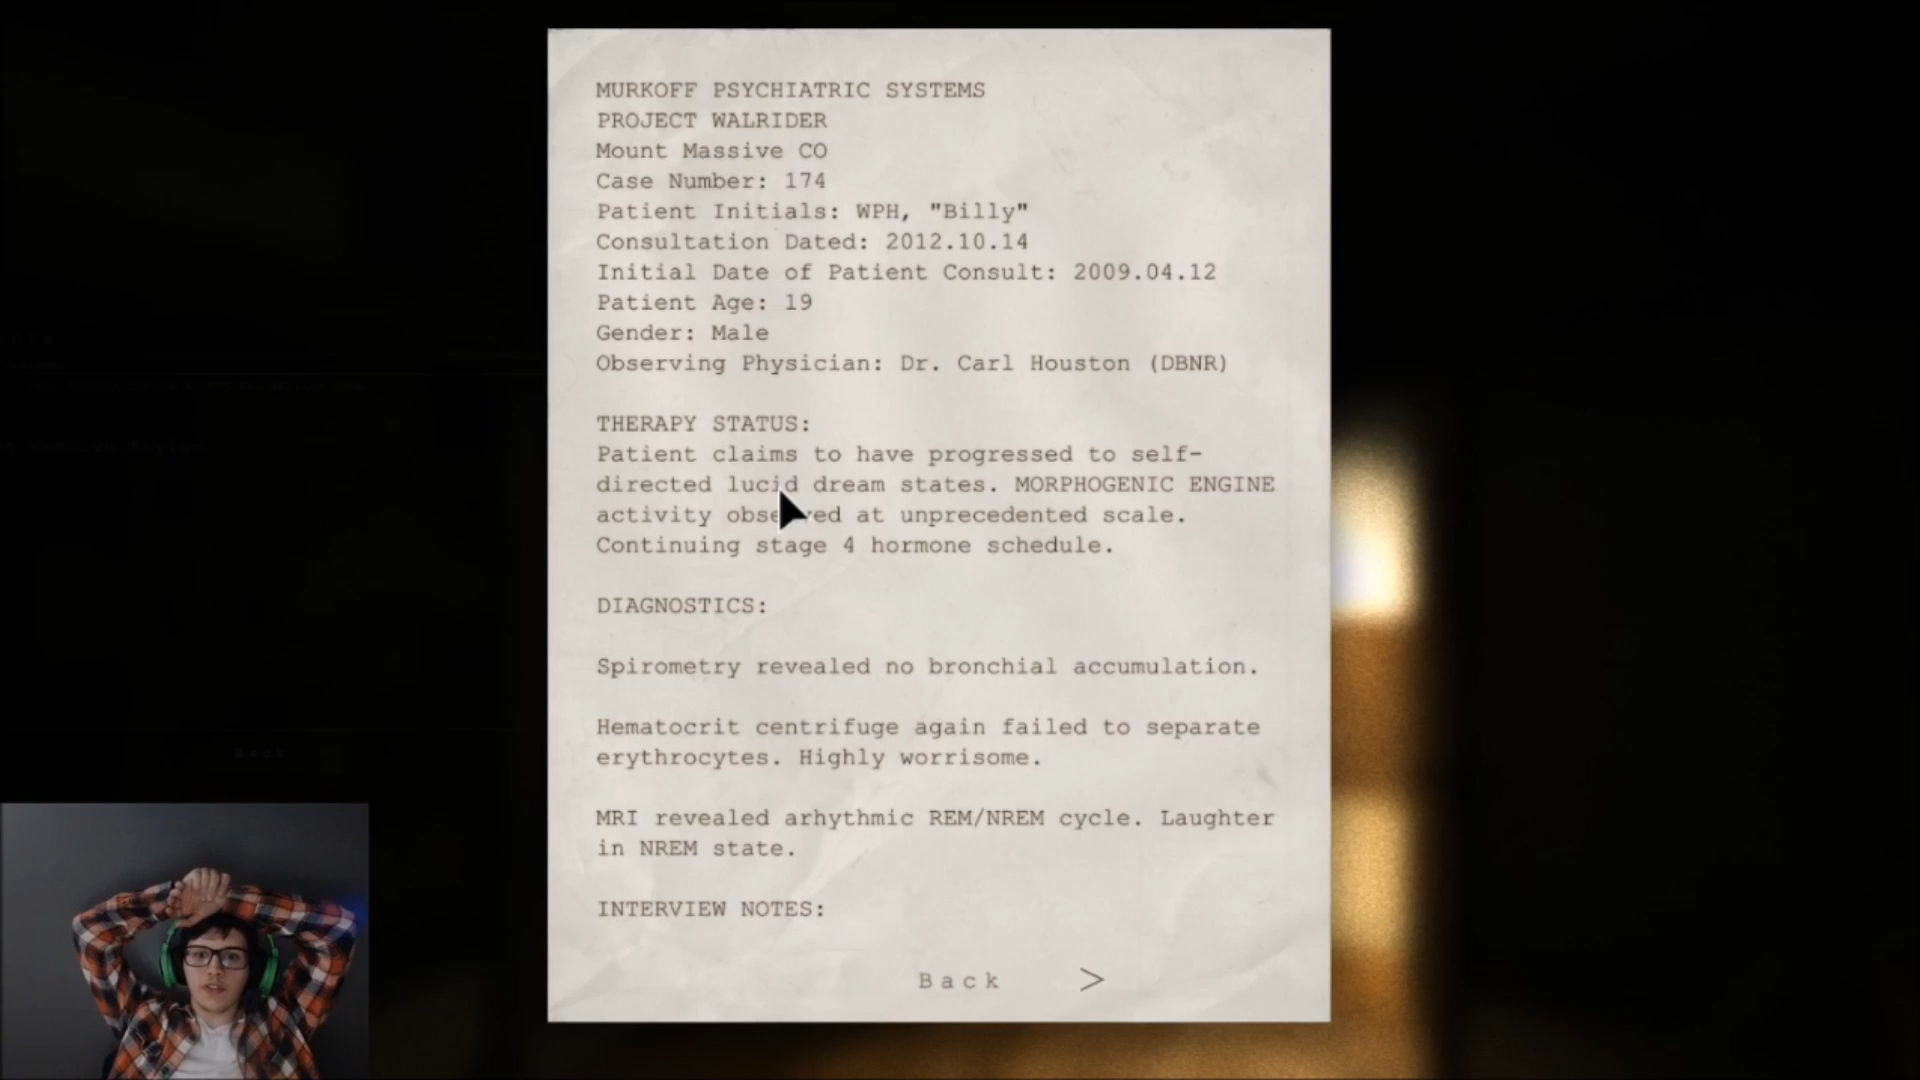 MURKOFF PSYCHIATRIC SYSTEMS
PROJECT WALRIDER
Mount Massive CO
Case Number: 174
Patient Initials: WPH, "Billy"
Consultation Dated: 2012.10.14
Initial Date of Patient Consult: 2009.04.12
Patient Age: 19
Gender: Male
Observing Physician: Dr. Carl Houston (DBNR)
THERAPY STATUS:
Patient claims to have progressed to self-
directed lucid dream states. MORPHOGENIC ENGINE
activity observed at unprecedented scale.
Continuing stage 4 hormone schedule.
DIAGNOSTICS:
Spirometry revealed no bronchial accumulation.
Hematocrit centrifuge again failed to separate
erythrocytes. Highly worrisome.
MRI revealed arhythmic REM/NREM cycle. Laughter
in NREM state.
INTERVIEW NOTES:
Back >